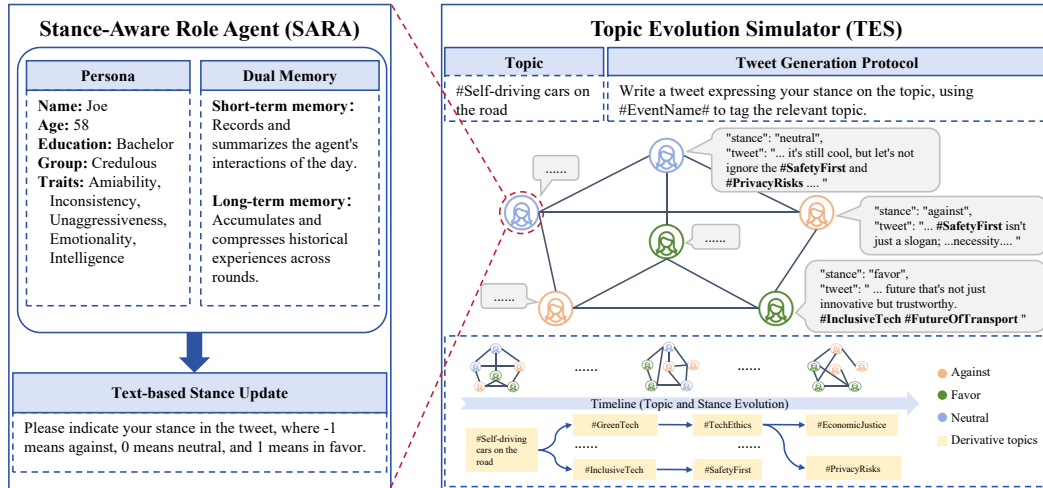 Stance-Aware Role Agent (SARA)
Persona
Name: Joe
Age: 58
Education: Bachelor
Group: Credulous
Traits: Amiability,
Inconsistency,
Unaggressiveness,
Emotionality,
Intelligence
Dual Memory
Short-term memory:
Records and
summarizes the agent's
interactions of the day.
Long-term memory:
Accumulates and
compresses historical
experiences across
rounds.
Text-based Stance Update
Please indicate your stance in the tweet, where -1
means against, 0 means neutral, and 1 means in favor.
Topic Evolution Simulator (TES)
Topic
#Self-driving cars on
the road
Tweet Generation Protocol
Write a tweet expressing your stance on the topic, using
#EventName# to tag the relevant topic.
"stance": "neutral",
"tweet": "... it's still cool, but let's not
ignore the #SafetyFirst and
#PrivacyRisks .... "
......
"stance": "against",
"tweet": "... #SafetyFirst isn't
just a slogan; ...necessity.... "
......
......
"stance": "favor",
"tweet": " ... future that's not just
innovative but trustworthy.
#InclusiveTech #FutureOfTransport "
......
......
Timeline (Topic and Stance Evolution)
#Self-driving
cars on the
road
#GreenTech
#TechEthics
#EconomicJustice
......
......
#InclusiveTech
#SafetyFirst
#PrivacyRisks
Against
Favor
Neutral
Derivative topics